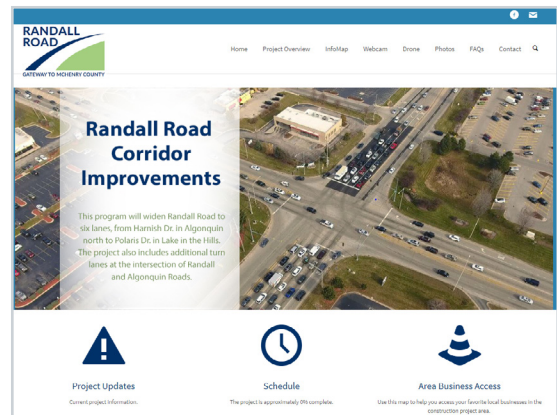 RANDALL
ROAD
GATEWAY TO MCHENRY COUNTY
Home Project Overview InfoMap Webcam Drone Photos FAQs Contact
Randall Road
Corridor
Improvements
This program will widen Randall Road to
six lanes, from Harnish Dr. in Algonquin
north to Polaris Dr. in Lake in the Hills.
The project also includes additional turn
lanes at the intersection of Randall
and Algonquin Roads.
Project Updates Schedule Area Business Access
Current project information. The project is approximately 0% complete. Use this map to help you access your favorite local businesses in the
construction project area.